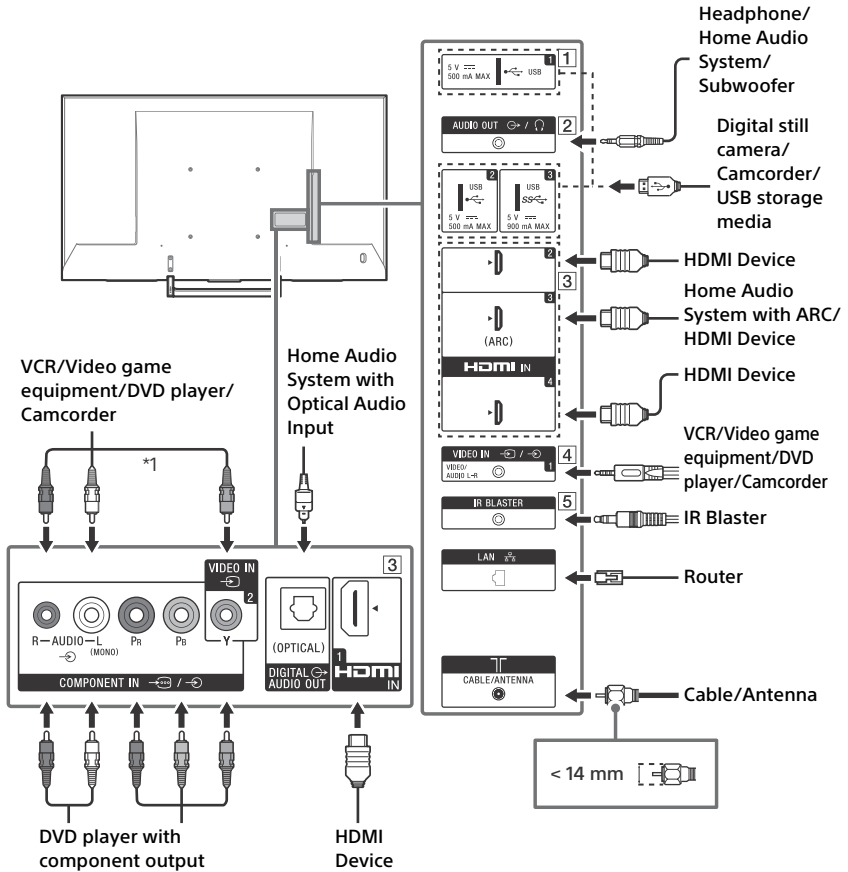 Headphone/
Home Audio
System/
Subwoofer
1
1
5 V
500 mA MAX
USB
AUDIO OUT /
2
Digital still
camera/
Camcorder/
USB storage
media
2
USB
5 V
500 mA MAX
3
USB
SS
5 V
900 mA MAX
2
HDMI Device
3
3
(ARC)
Home Audio
System with ARC/
HDMI Device
HDMI IN
4
HDMI Device
VIDEO IN /
4
VIDEO/
AUDIO L-R
1
VCR/Video game
equipment/DVD
player/Camcorder
IR BLASTER
5
IR Blaster
LAN
Router
CABLE/ANTENNA
Cable/Antenna
< 14 mm
VCR/Video game
equipment/DVD player/
Camcorder
*1
Home Audio
System with
Optical Audio
Input
3
VIDEO IN
2
R—AUDIO—L
(MONO)
PR
PB
Y
COMPONENT IN /
(OPTICAL)
DIGITAL
AUDIO OUT
1
HDMI
IN
DVD player with
component output
HDMI
Device